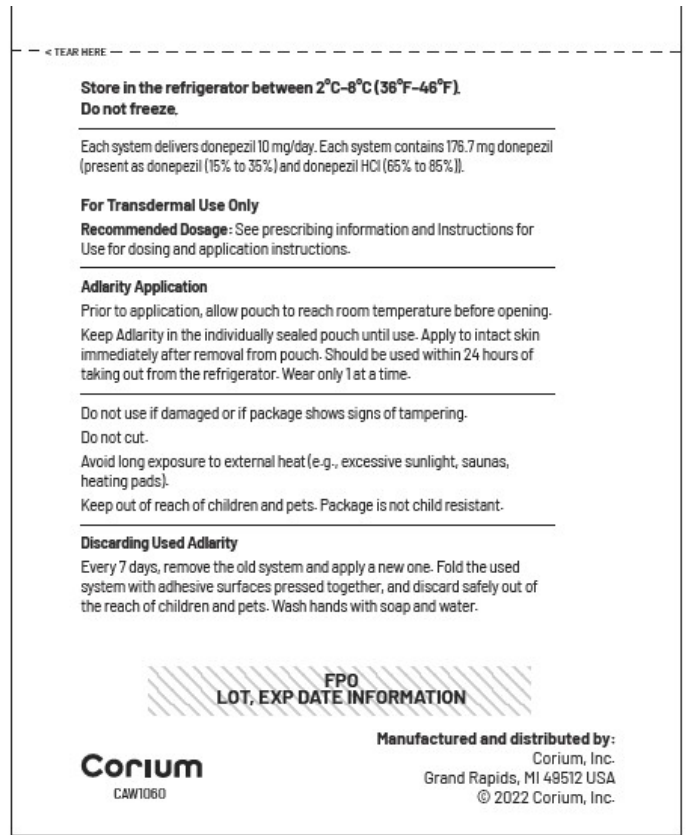 < TEAR HERE
Store in the refrigerator between 2°C–8°C (36°F–46°F).
Do not freeze.
Each system delivers donepezil 10 mg/day. Each system contains 176.7 mg donepezil
(present as donepezil (15% to 35%) and donepezil HCl (65% to 85%)).
For Transdermal Use Only
Recommended Dosage: See prescribing information and Instructions for
Use for dosing and application instructions.
Adlarity Application
Prior to application, allow pouch to reach room temperature before opening.
Keep Adlarity in the individually sealed pouch until use. Apply to intact skin
immediately after removal from pouch. Should be used within 24 hours of
taking out from the refrigerator. Wear only 1 at a time.
Do not use if damaged or if package shows signs of tampering.
Do not cut.
Avoid long exposure to external heat (e.g., excessive sunlight, saunas,
heating pads).
Keep out of reach of children and pets. Package is not child resistant.
Discarding Used Adlarity
Every 7 days, remove the old system and apply a new one. Fold the used
system with adhesive surfaces pressed together, and discard safely out of
the reach of children and pets. Wash hands with soap and water.
FPO
LOT, EXP DATE INFORMATION
Corium
CAW1060
Manufactured and distributed by:
Corium, Inc.
Grand Rapids, MI 49512 USA
© 2022 Corium, Inc.